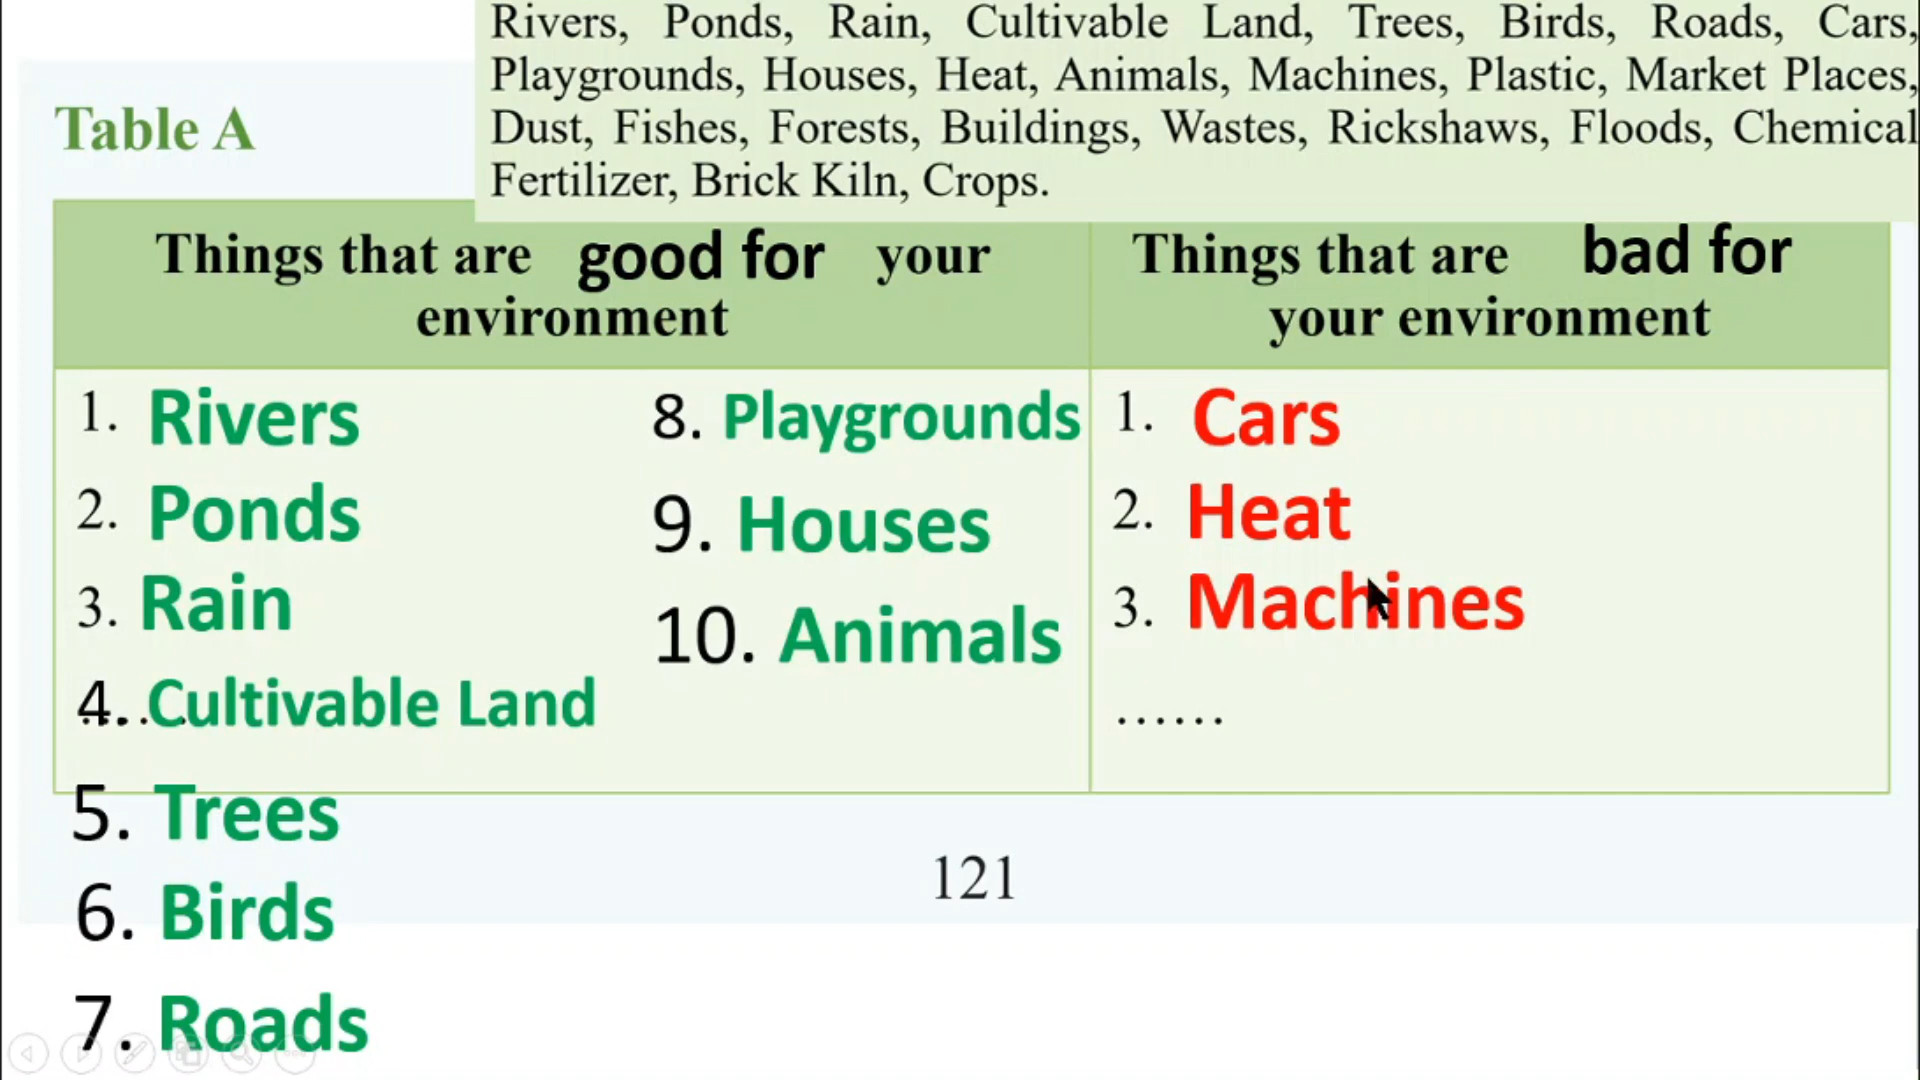 Rivers, Ponds, Rain, Cultivable Land, Trees, Birds, Roads, Cars,
Playgrounds, Houses, Heat, Animals, Machines, Plastic, Market Places,
Dust, Fishes, Forests, Buildings, Wastes, Rickshaws, Floods, Chemical
Fertilizer, Brick Kiln, Crops.
Table A
Things that are good for your
environment
1. Rivers
2. Ponds
3. Rain
4. Cultivable Land
5. Trees
6. Birds
7. Roads
8. Playgrounds
9. Houses
10. Animals
Things that are bad for
your environment
1. Cars
2. Heat
3. Machines
......
121